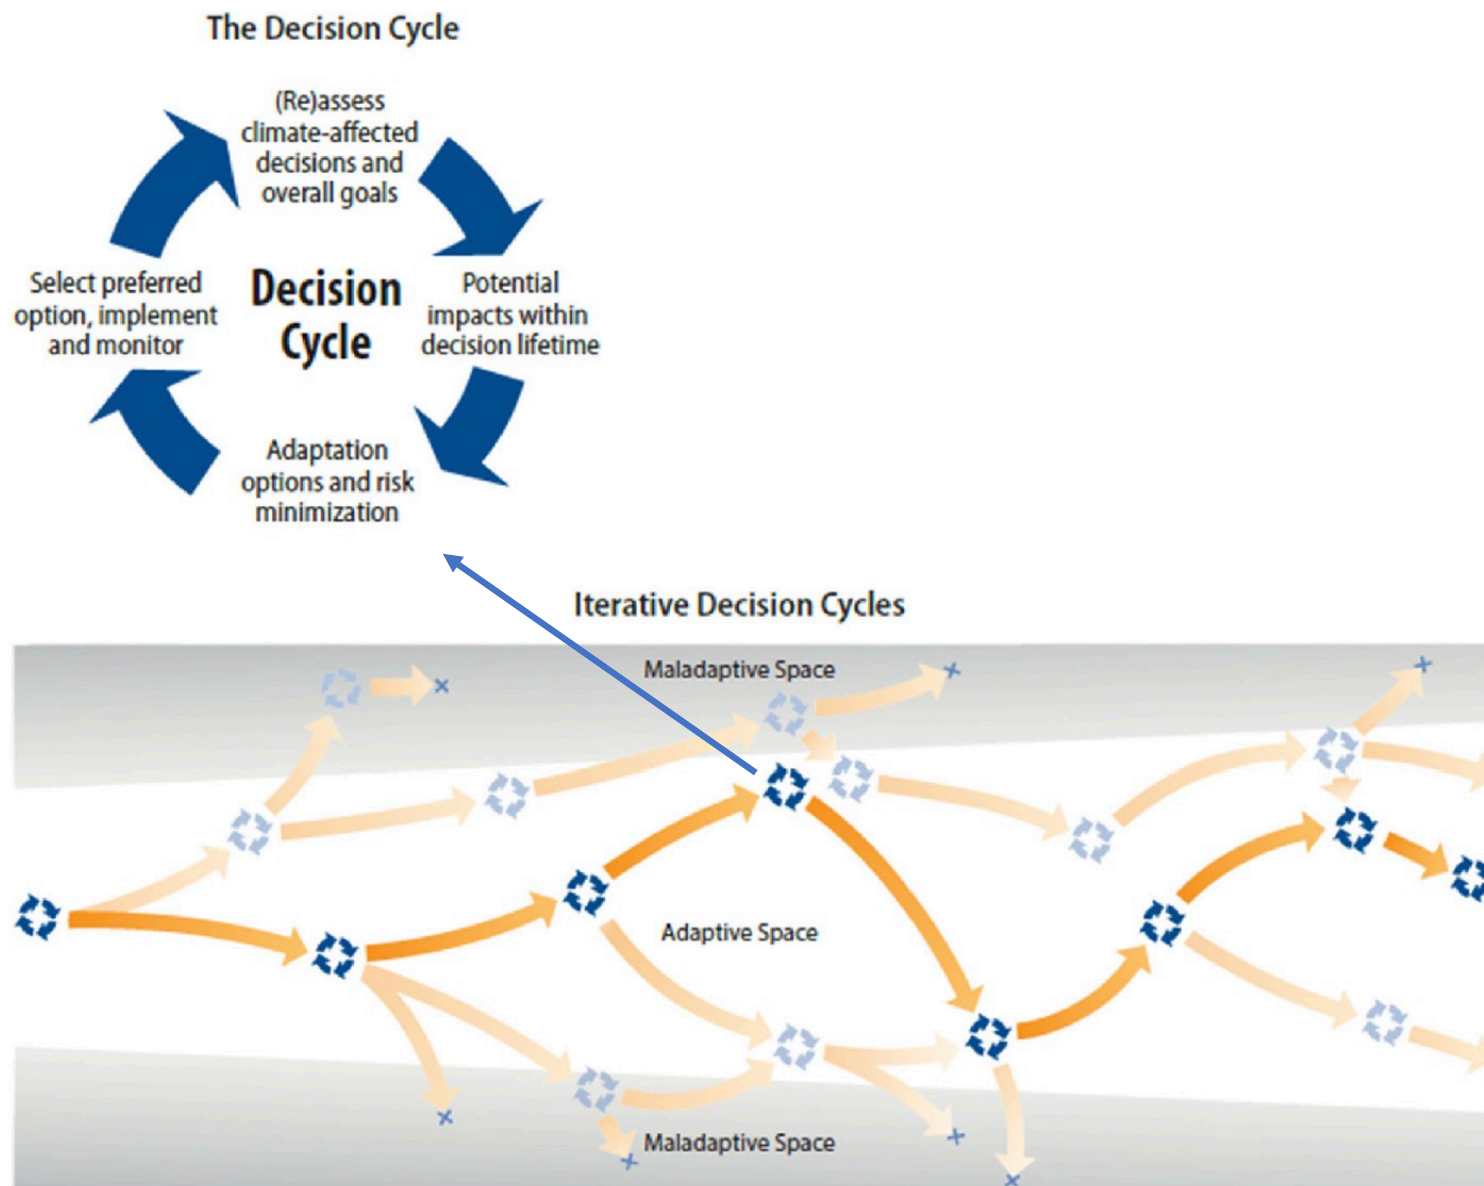 The Decision Cycle
(Re)assess
climate-affected
decisions and
overall goals
Select preferred
option, implement
and monitor
Decision
Cycle
Potential
impacts within
decision lifetime
Adaptation
options and risk
minimization
Iterative Decision Cycles
Maladaptive Space
Adaptive Space
Maladaptive Space